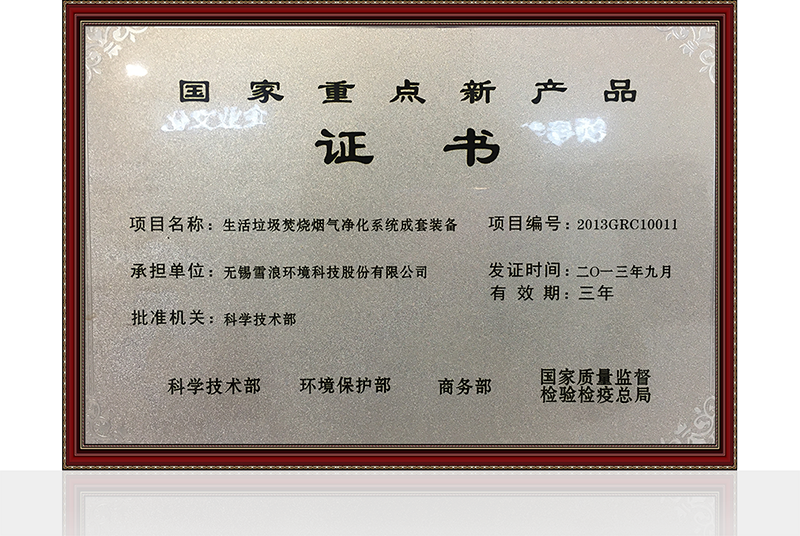 国家重点新产品
证书
项目名称：生活垃圾焚烧烟气净化系统成套装备 项目编号：2013GRC10011
承担单位：无锡雪浪环境科技股份有限公司 发证时间：二〇一三年九月
有效期：三年
批准机关：科学技术部
科学技术部 环境保护部 商务部 国家质量监督
检验检疫总局